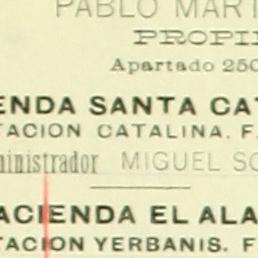 PABLO MART
PROPI
Apartado 250
ENDA SANTA CA
TACION CATALINA. F.
ministrador MIGUEL SO
ACIENDA EL ALA
TACION YERBANIS. F